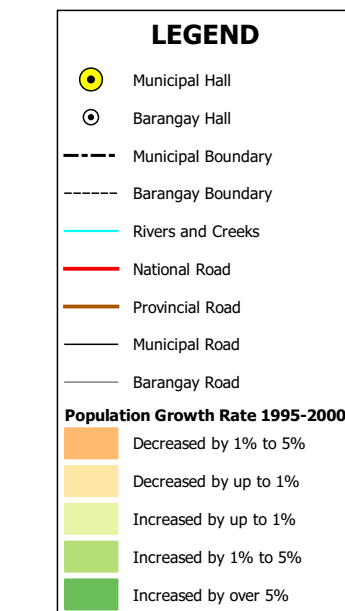 LEGEND
Municipal Hall
Barangay Hall
Municipal Boundary
Barangay Boundary
Rivers and Creeks
National Road
Provincial Road
Municipal Road
Barangay Road
Population Growth Rate 1995-2000
Decreased by 1% to 5%
Decreased by up to 1%
Increased by up to 1%
Increased by 1% to 5%
Increased by over 5%